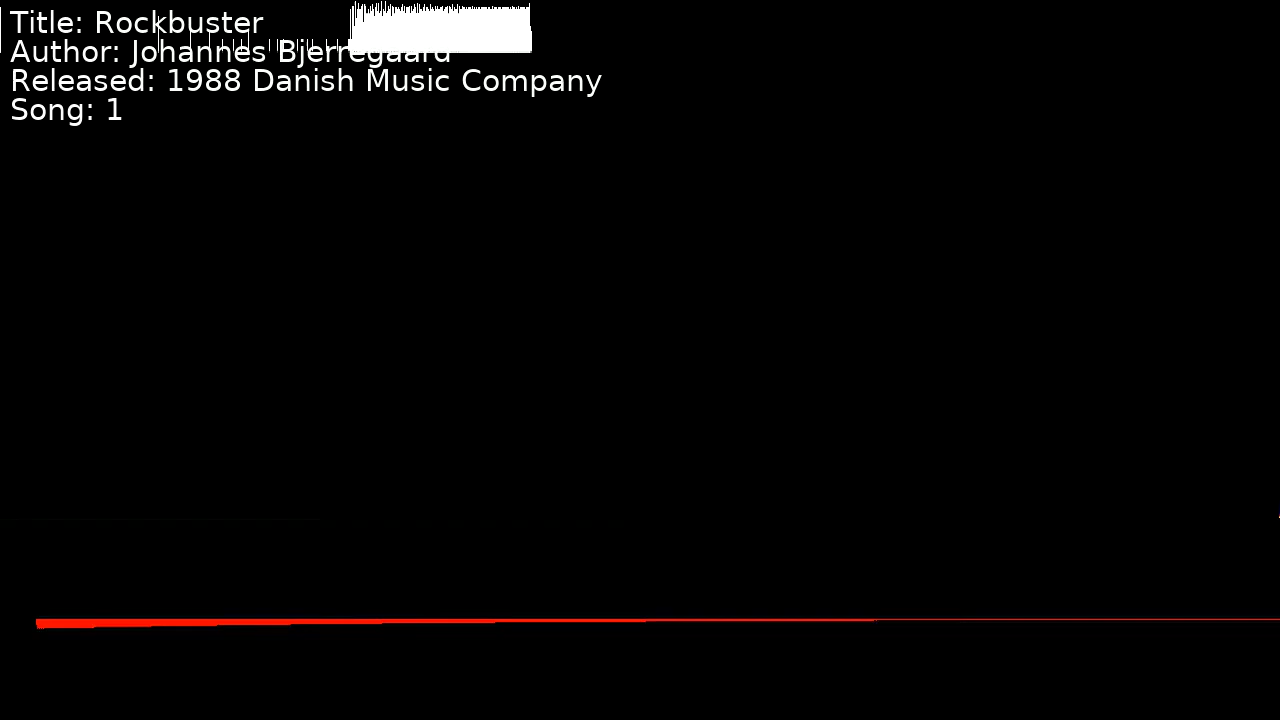 Title: Rockbuster
Author: Johannes Bjerregaard
Released: 1988 Danish Music Company
Song: 1